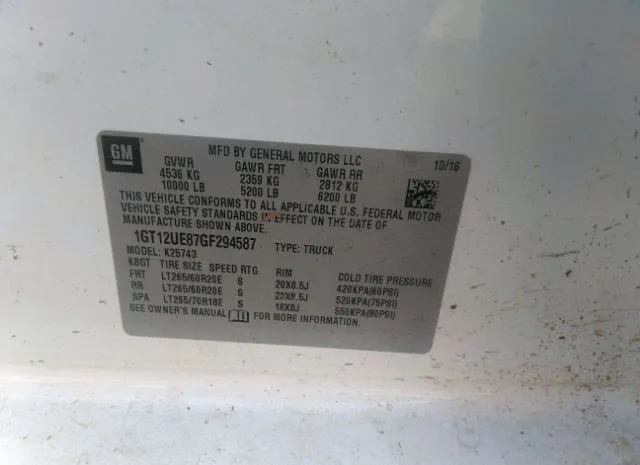 GM
MFD BY GENERAL MOTORS LLC
10/16
GVWR GAWR FRT GAWR RR
4536 KG 2359 KG 2812 KG
10000 LB 5200 LB 6200 LB
THIS VEHICLE CONFORMS TO ALL APPLICABLE U.S. FEDERAL MOTOR
VEHICLE SAFETY STANDARDS IN EFFECT ON THE DATE OF
MANUFACTURE SHOWN ABOVE.
1GT12UE87GF294587 TYPE: TRUCK
MODEL: K25743
KBGT TIRE SIZE SPEED RTG RIM COLD TIRE PRESSURE
FRT LT265/60R20E S 20X8.5J 420KPA(60PSI)
RR LT265/60R20E S 20X8.5J 520KPA(75PSI)
SPA LT265/70R18E S 18X8J 550KPA(80PSI)
SEE OWNER'S MANUAL FOR MORE INFORMATION.